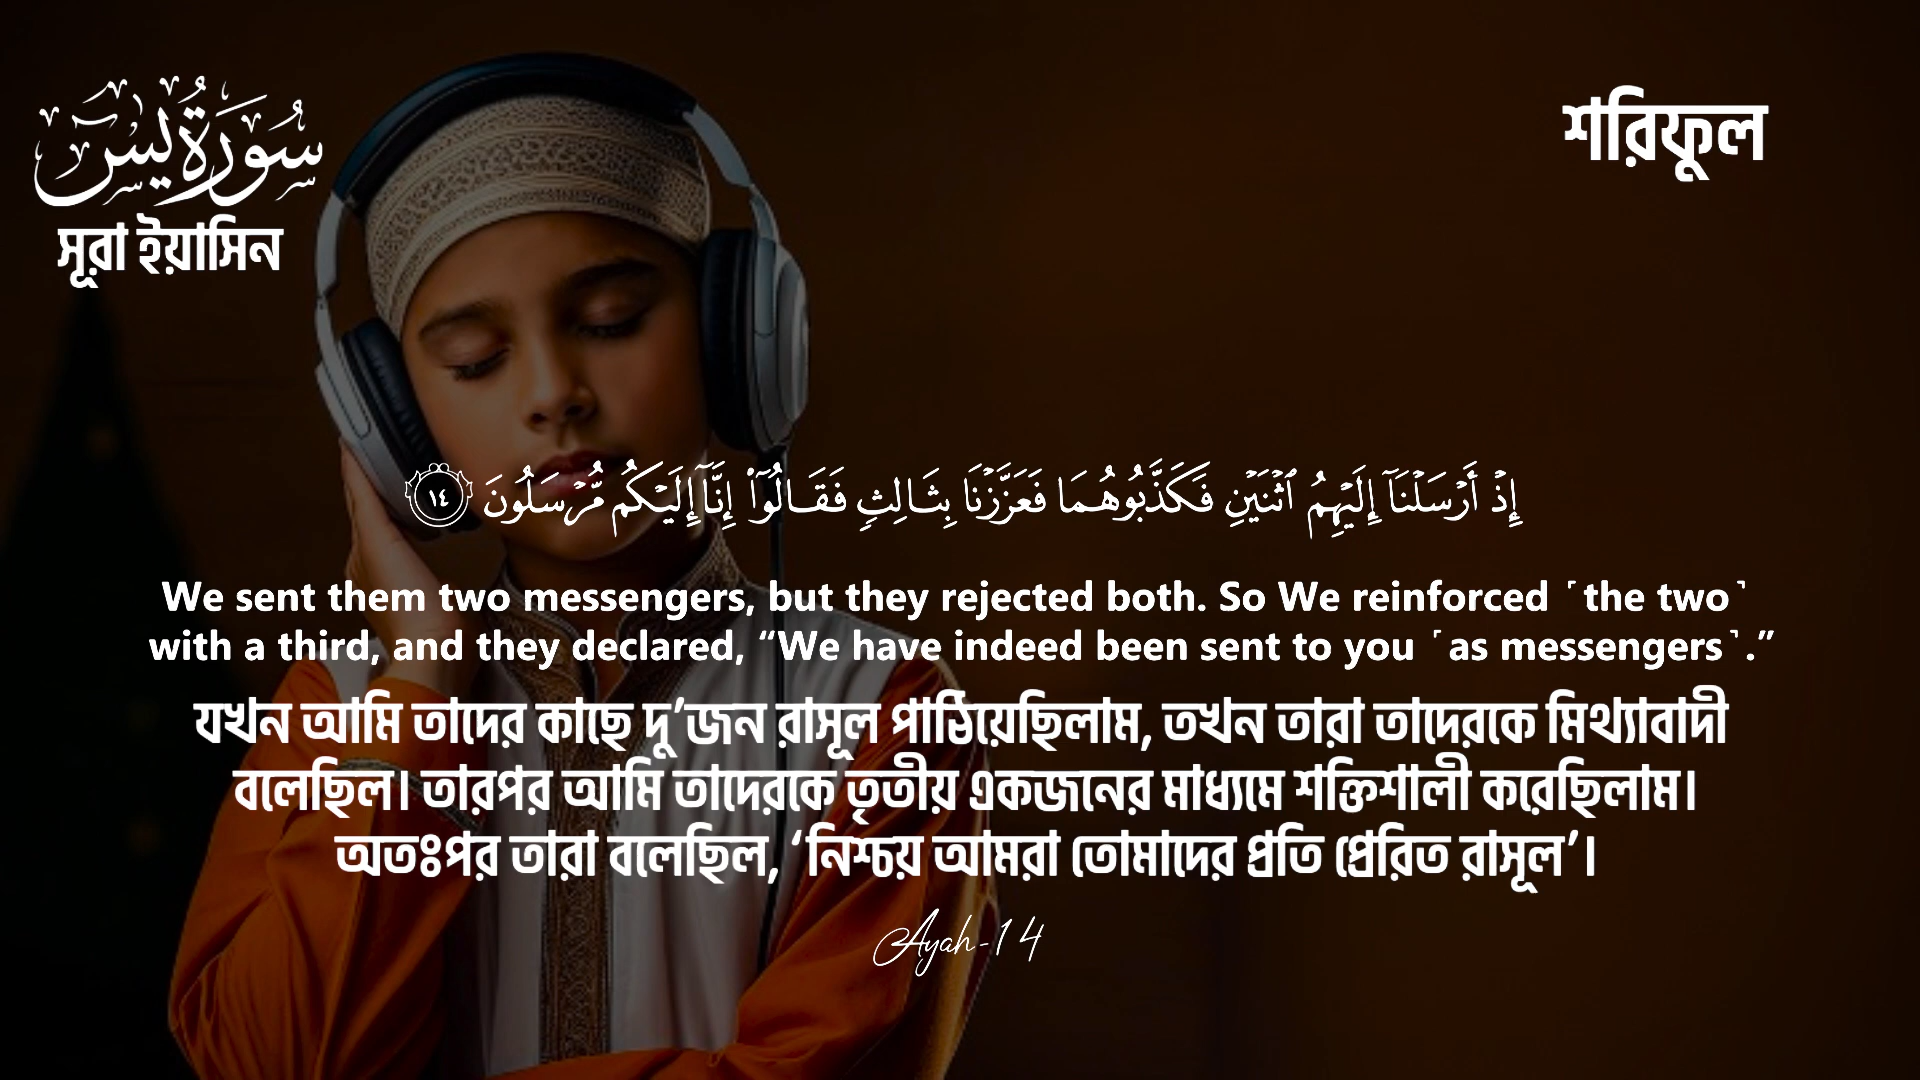 سُورَةُ يس
সূরা ইয়াসিন
শরিফুল
إِذْ أَرْسَلْنَآ إِلَيْهِمُ ٱثْنَيْنِ فَكَذَّبُوهُمَا فَعَزَّزْنَا بِثَالِثٍ فَقَالُوٓا۟ إِنَّآ إِلَيْكُم مُّرْسَلُونَ ١٤
We sent them two messengers, but they rejected both. So We reinforced ˹the two˺
with a third, and they declared, “We have indeed been sent to you ˹as messengers˺.”
যখন আমি তাদের কাছে দু’জন রাসূল পাঠিয়েছিলাম, তখন তারা তাদেরকে মিথ্যাবাদী
বলেছিল। তারপর আমি তাদেরকে তৃতীয় একজনের মাধ্যমে শক্তিশালী করেছিলাম।
অতঃপর তারা বলেছিল, ‘নিশ্চয় আমরা তোমাদের প্রতি প্রেরিত রাসূল’।
Ayah-14